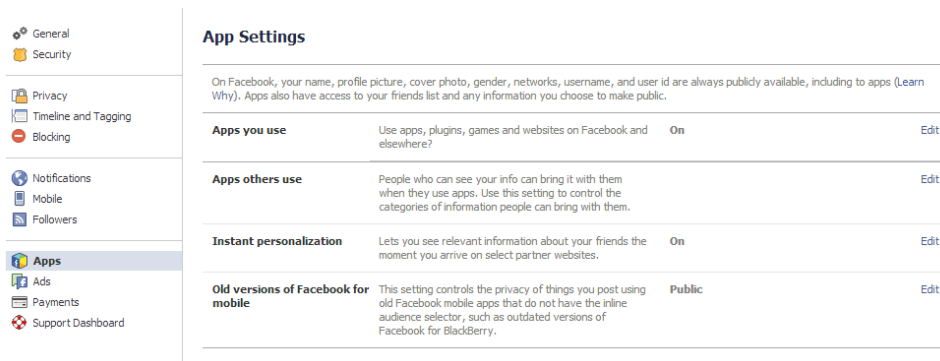 General
Security
Privacy
Timeline and Tagging
Blocking
Notifications
Mobile
Followers
Apps
Ads
Payments
Support Dashboard
App Settings
On Facebook, your name, profile picture, cover photo, gender, networks, username, and user id are always publicly available, including to apps (Learn
Why). Apps also have access to your friends list and any information you choose to make public.
Apps you use
Use apps, plugins, games and websites on Facebook and
elsewhere?
On
Edit
Apps others use
People who can see your info can bring it with them
when they use apps. Use this setting to control the
categories of information people can bring with them.
Edit
Instant personalization
Lets you see relevant information about your friends the
moment you arrive on select partner websites.
On
Edit
Old versions of Facebook for
mobile
This setting controls the privacy of things you post using
old Facebook mobile apps that do not have the inline
audience selector, such as outdated versions of
Facebook for BlackBerry.
Public
Edit